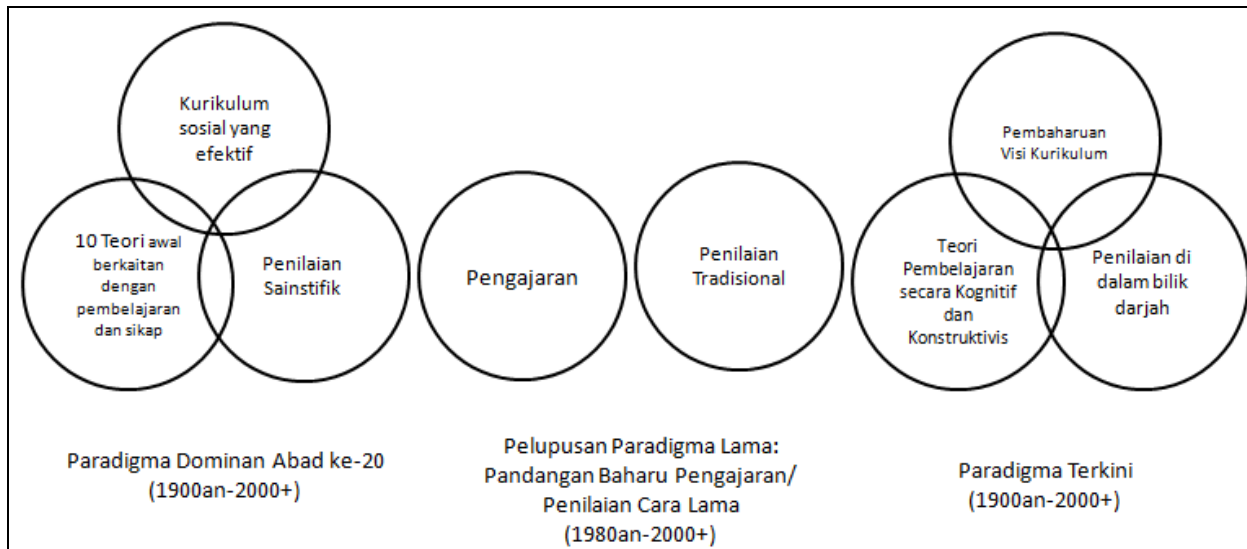 Kurikulum
sosial yang
efektif
10 Teori awal
berkaitan
dengan
pembelajaran
dan sikap
Penilaian
Sainstifik
Paradigma Dominan Abad ke-20
(1900an-2000+)
Pengajaran
Penilaian
Tradisional
Pelupusan Paradigma Lama:
Pandangan Baharu Pengajaran/
Penilaian Cara Lama
(1980an-2000+)
Pembaharuan
Visi Kurikulum
Teori
Pembelajaran
secara Kognitif
dan
Konstruktivis
Penilaian di
dalam bilik
darjah
Paradigma Terkini
(1900an-2000+)